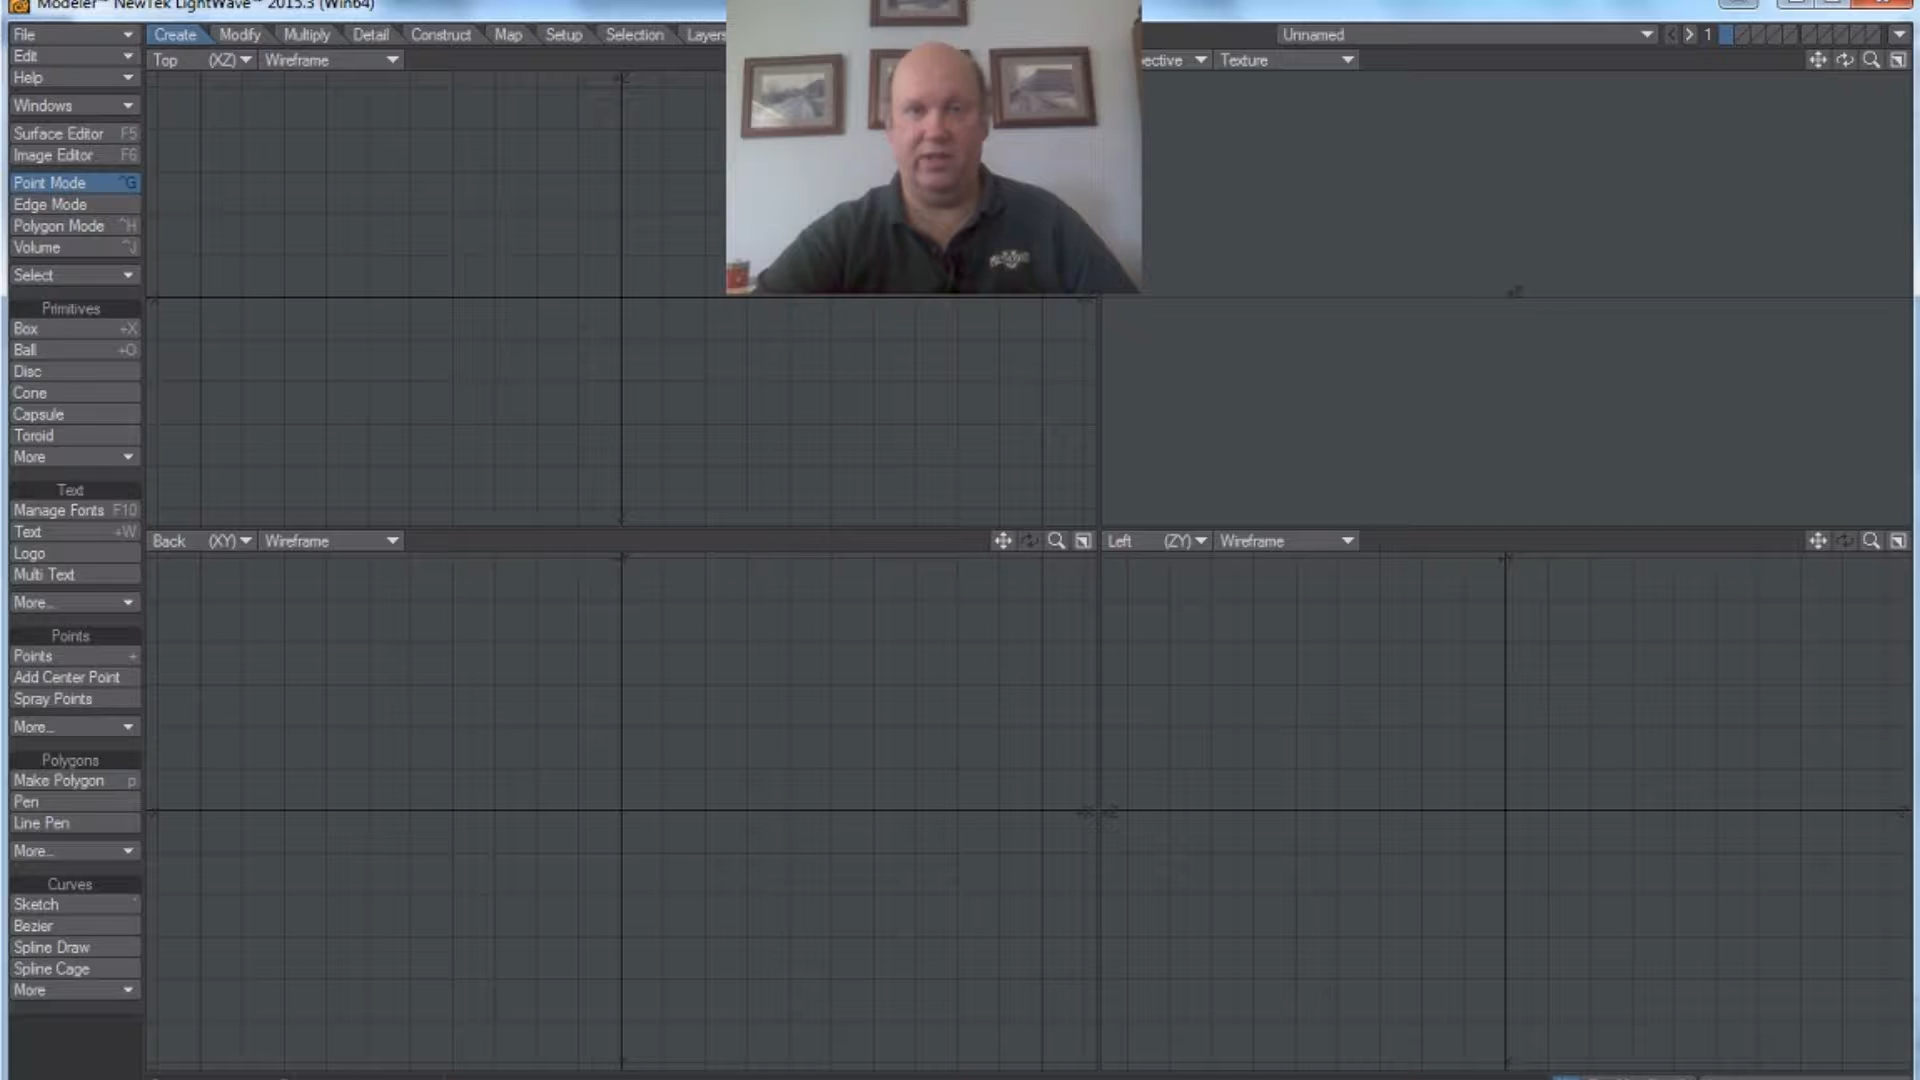 Modeler™ NewTek LightWave™ 2015.3 (Win64)
File
Edit
Help
Windows
Surface Editor F5
Image Editor F6
Point Mode ^G
Edge Mode
Polygon Mode ^H
Volume ^J
Select
Primitives
Box +X
Ball +O
Disc
Cone
Capsule
Toroid
More
Text
Manage Fonts F10
Text +W
Logo
Multi Text
More...
Points
Points +
Add Center Point
Spray Points
More...
Polygons
Make Polygon p
Pen
Line Pen
More...
Curves
Sketch
Bezier
Spline Draw
Spline Cage
More
Create Modify Multiply Detail Construct Map Setup Selection Layers
Unnamed
1
Top (XZ) Wireframe
ective Texture
Back (XY) Wireframe
Left (ZY) Wireframe